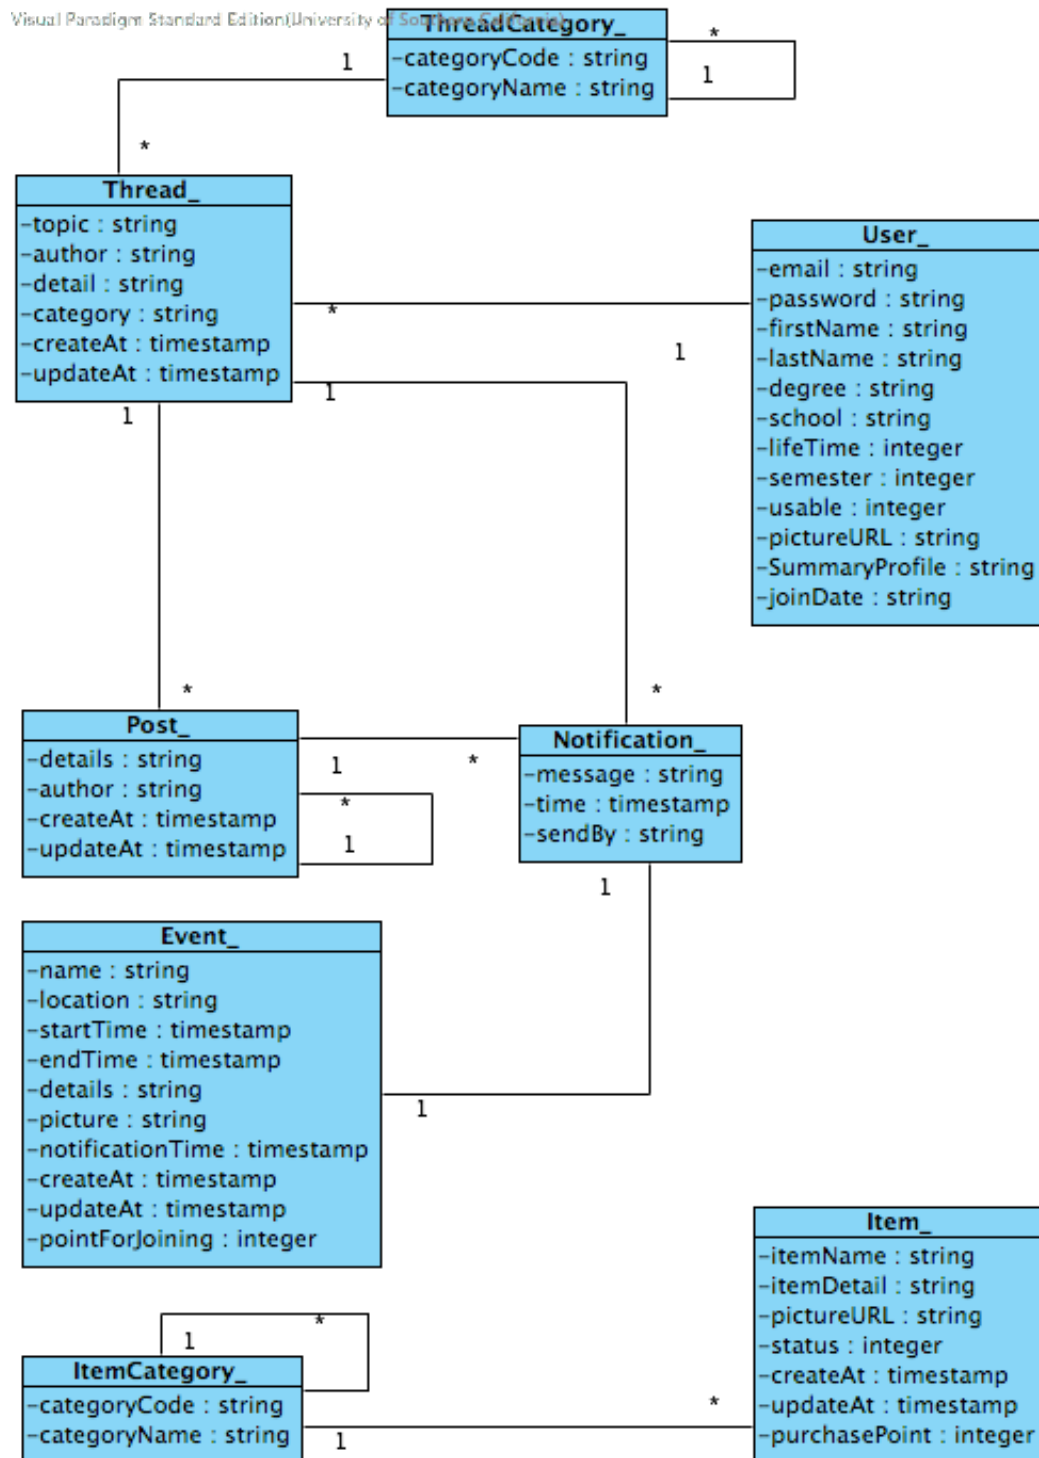 Visual Paradigm Standard Edition(University of Southern California)
ThreadCategory_
-categoryCode : string
-categoryName : string
*
1
1
*
Thread_
-topic : string
-author : string
-detail : string
-category : string
-createAt : timestamp
-updateAt : timestamp
User_
-email : string
-password : string
-firstName : string
-lastName : string
-degree : string
-school : string
-lifeTime : integer
-semester : integer
-usable : integer
-pictureURL : string
-SummaryProfile : string
-joinDate : string
*
1
1
1
*
*
Post_
-details : string
-author : string
-createAt : timestamp
-updateAt : timestamp
1
*
*
1
Notification_
-message : string
-time : timestamp
-sendBy : string
1
1
Event_
-name : string
-location : string
-startTime : timestamp
-endTime : timestamp
-details : string
-picture : string
-notificationTime : timestamp
-createAt : timestamp
-updateAt : timestamp
-pointForJoining : integer
Item_
-itemName : string
-itemDetail : string
-pictureURL : string
-status : integer
-createAt : timestamp
-updateAt : timestamp
-purchasePoint : integer
*
1
ItemCategory_
-categoryCode : string
-categoryName : string
1
*